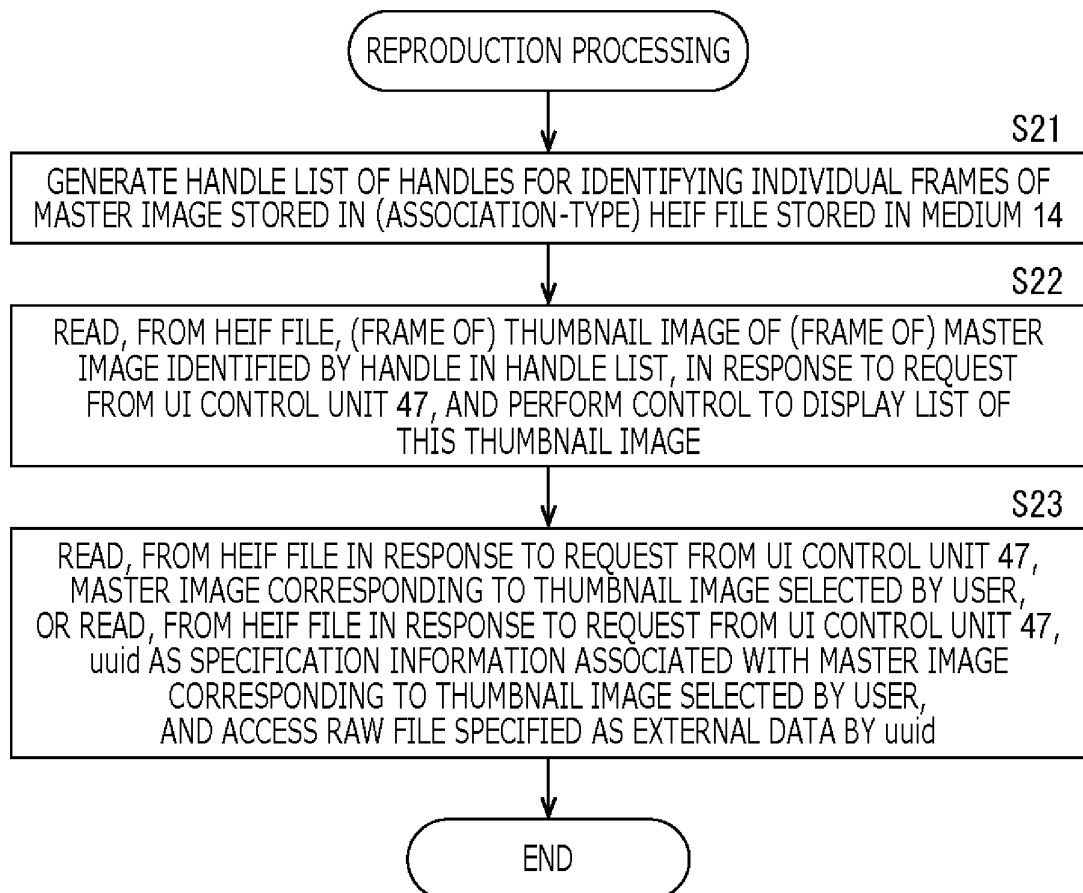 REPRODUCTION PROCESSING
S21
GENERATE HANDLE LIST OF HANDLES FOR IDENTIFYING INDIVIDUAL FRAMES OF
MASTER IMAGE STORED IN (ASSOCIATION-TYPE) HEIF FILE STORED IN MEDIUM 14
S22
READ, FROM HEIF FILE, (FRAME OF) THUMBNAIL IMAGE OF (FRAME OF) MASTER
IMAGE IDENTIFIED BY HANDLE IN HANDLE LIST, IN RESPONSE TO REQUEST
FROM UI CONTROL UNIT 47, AND PERFORM CONTROL TO DISPLAY LIST OF
THIS THUMBNAIL IMAGE
S23
READ, FROM HEIF FILE IN RESPONSE TO REQUEST FROM UI CONTROL UNIT 47,
MASTER IMAGE CORRESPONDING TO THUMBNAIL IMAGE SELECTED BY USER,
OR READ, FROM HEIF FILE IN RESPONSE TO REQUEST FROM UI CONTROL UNIT 47,
uuid AS SPECIFICATION INFORMATION ASSOCIATED WITH MASTER IMAGE
CORRESPONDING TO THUMBNAIL IMAGE SELECTED BY USER,
AND ACCESS RAW FILE SPECIFIED AS EXTERNAL DATA BY uuid
END